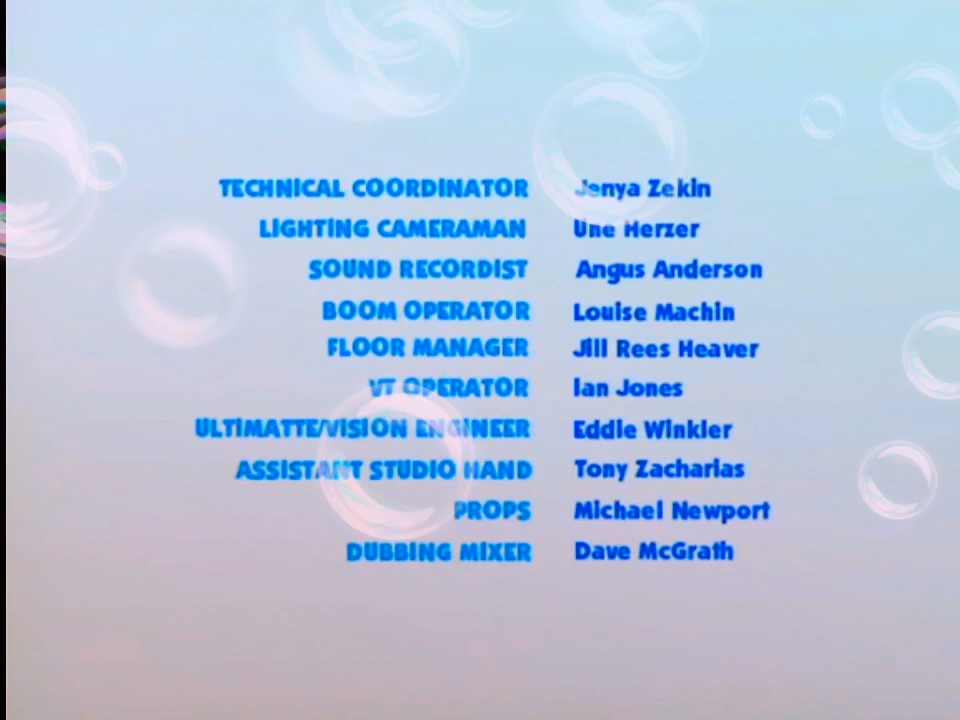 TECHNICAL COORDINATOR Jenya Zekin
LIGHTING CAMERAMAN Une Herzer
SOUND RECORDIST Angus Anderson
BOOM OPERATOR Louise Machin
FLOOR MANAGER Jill Rees Heaver
VT OPERATOR Ian Jones
ULTIMATTE/VISION ENGINEER Eddie Winkler
ASSISTANT STUDIO HAND Tony Zacharias
PROPS Michael Newport
DUBBING MIXER Dave McGrath